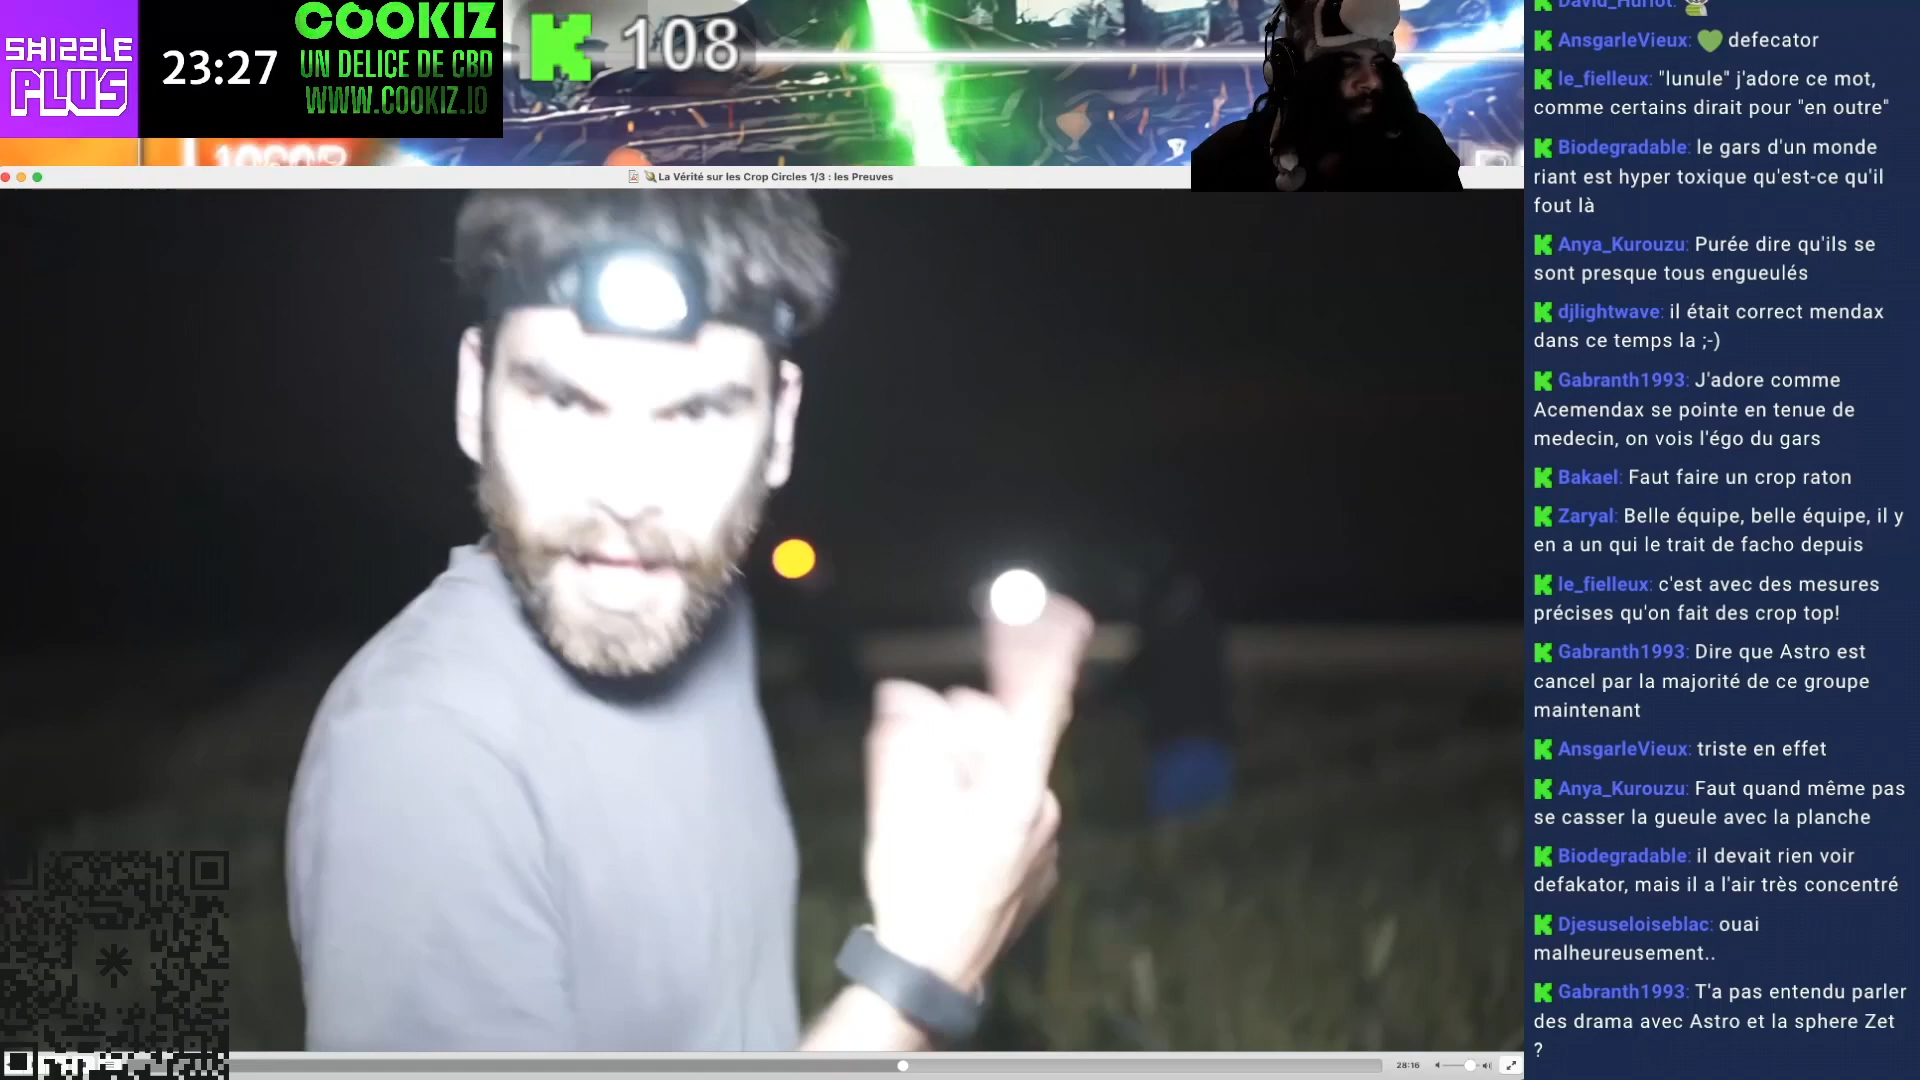 SHIZZLE
PLUS
23:27
COOKIZ
UN DELICE DE CBD
WWW.COOKIZ.IO
108
La Vérité sur les Crop Circles 1/3 : les Preuves
28:16
David_Huriot:
AnsgarleVieux: defecator
le_fielleux: "lunule" j'adore ce mot,
comme certains dirait pour "en outre"
Biodegradable: le gars d'un monde
riant est hyper toxique qu'est-ce qu'il
fout là
Anya_Kurouzu: Purée dire qu'ils se
sont presque tous engueulés
djlightwave: il était correct mendax
dans ce temps la ;-)
Gabranth1993: J'adore comme
Acemendax se pointe en tenue de
medecin, on vois l'égo du gars
Bakael: Faut faire un crop raton
Zaryal: Belle équipe, belle équipe, il y
en a un qui le trait de facho depuis
le_fielleux: c'est avec des mesures
précises qu'on fait des crop top!
Gabranth1993: Dire que Astro est
cancel par la majorité de ce groupe
maintenant
AnsgarleVieux: triste en effet
Anya_Kurouzu: Faut quand même pas
se casser la gueule avec la planche
Biodegradable: il devait rien voir
defakator, mais il a l'air très concentré
Djesuseloiseblac: ouai
malheureusement..
Gabranth1993: T'a pas entendu parler
des drama avec Astro et la sphere Zet
?